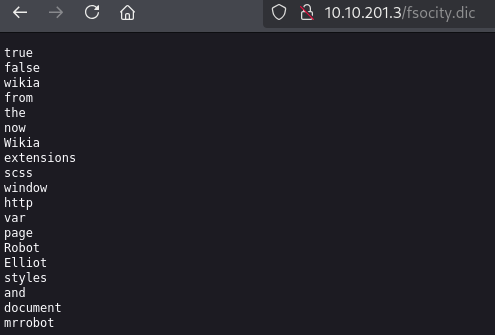 10.10.201.3/fsocity.dic
true
false
wikia
from
the
now
Wikia
extensions
scss
window
http
var
page
Robot
Elliot
styles
and
document
mrrobot